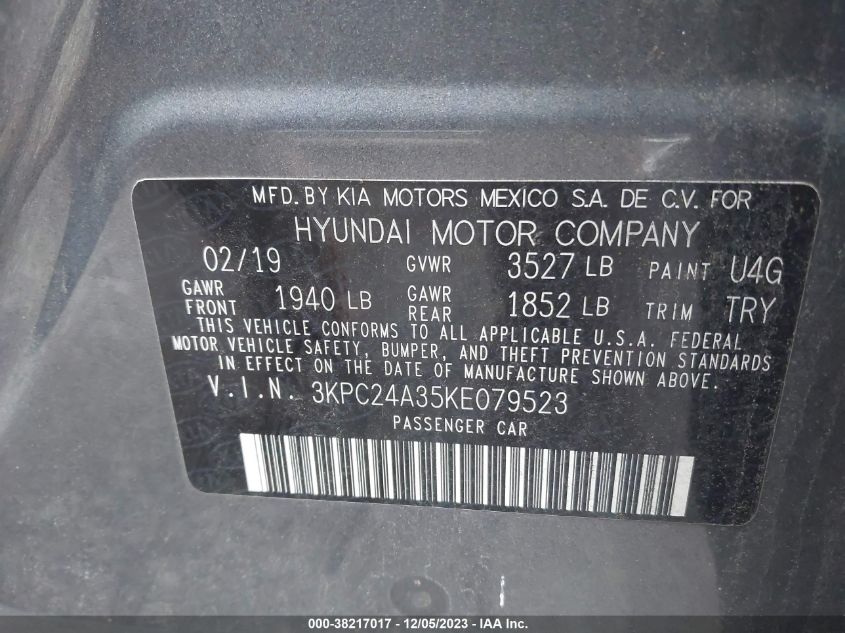 MFD. BY KIA MOTORS MEXICO S.A. DE C.V. FOR
HYUNDAI MOTOR COMPANY
02/19 GVWR 3527 LB PAINT U4G
GAWR FRONT 1940 LB GAWR REAR 1852 LB TRIM TRY
THIS VEHICLE CONFORMS TO ALL APPLICABLE U.S.A. FEDERAL
MOTOR VEHICLE SAFETY, BUMPER, AND THEFT PREVENTION STANDARDS
IN EFFECT ON THE DATE OF MANUFACTURE SHOWN ABOVE.
V.I.N. 3KPC24A35KE079523
PASSENGER CAR
000-38217017 - 12/05/2023 - IAAI.com